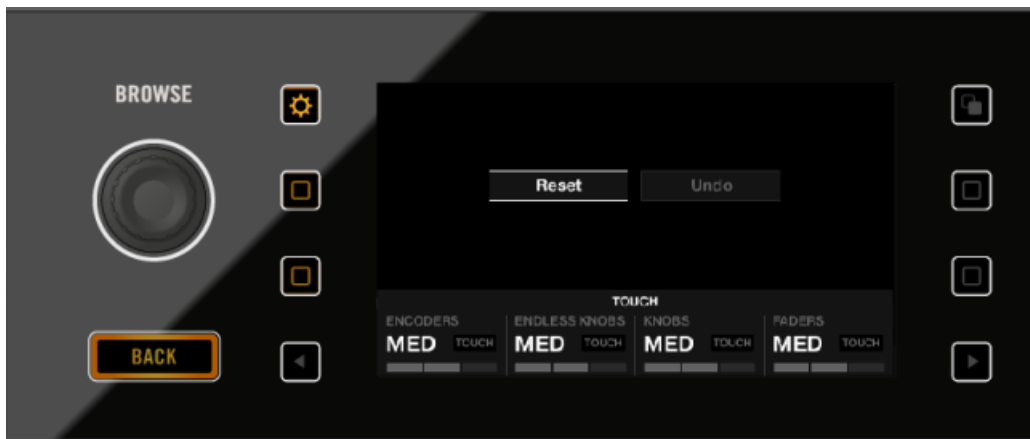 BROWSE
Reset
Undo
TOUCH
ENCODERS
ENDLESS KNOBS
KNOBS
FADERS
MED TOUCH
MED TOUCH
MED TOUCH
MED TOUCH
BACK